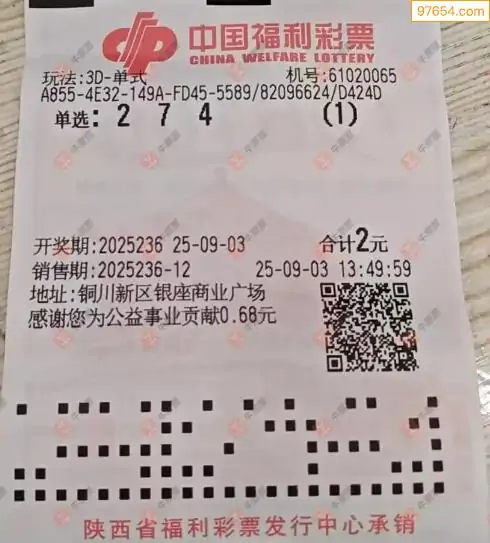 97654.com
中国福利彩票
CHINA WELFARE LOTTERY
玩法:3D-单式 机号:61020065
A855-4E32-149A-FD45-5589/82096624/D424D
单选: 2 7 4 (1)
开奖期:2025236 25-09-03 合计2元
销售期:2025236-12 25-09-03 13:49:59
地址:铜川新区银座商业广场
感谢您为公益事业贡献0.68元
陕西省福利彩票发行中心承销